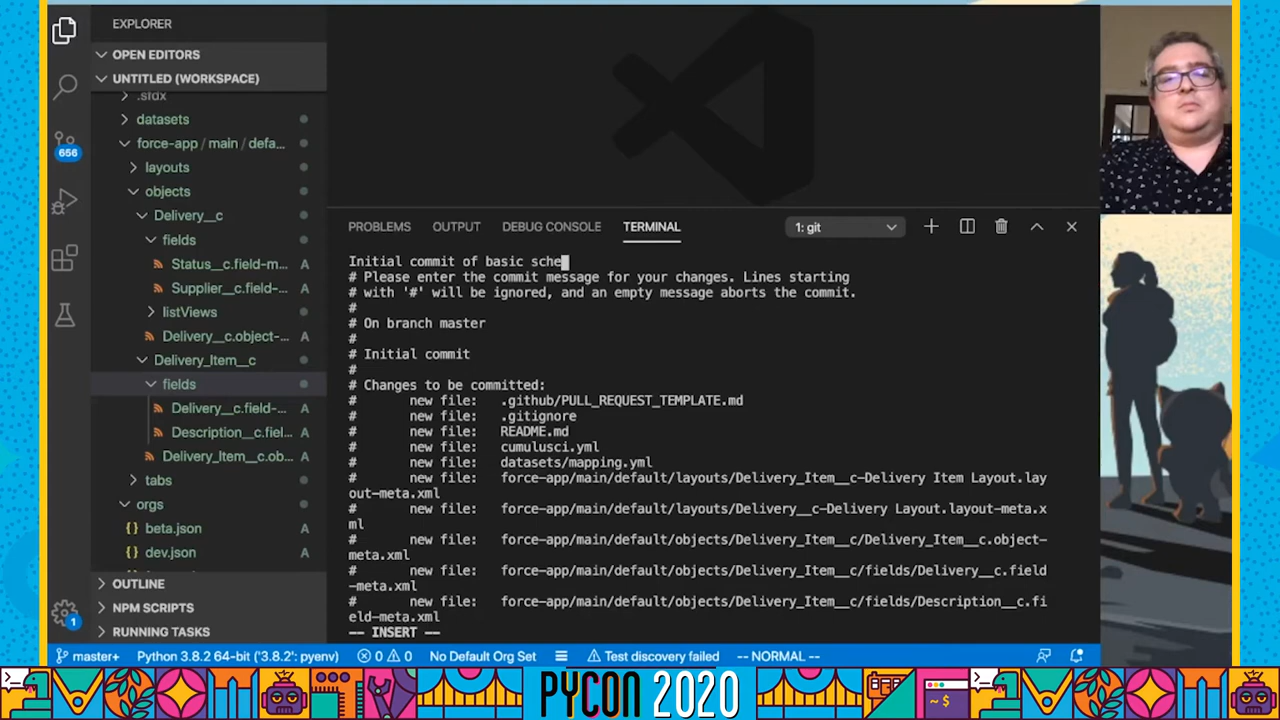 EXPLORER
OPEN EDITORS
UNTITLED (WORKSPACE)
.sfdx
datasets
force-app / main / defa...
layouts
objects
Delivery__c
fields
Status__c.field-m... A
Supplier__c.field-... A
listViews
Delivery__c.object-... A
Delivery_Item__c
fields
Delivery__c.field-... A
Description__c.fiel... A
Delivery_Item__c.ob... A
tabs
orgs
{} beta.json A
{} dev.json A
OUTLINE
NPM SCRIPTS
RUNNING TASKS
656
1
PROBLEMS OUTPUT DEBUG CONSOLE TERMINAL 1: git
Initial commit of basic sche
# Please enter the commit message for your changes. Lines starting
# with '#' will be ignored, and an empty message aborts the commit.
#
# On branch master
#
# Initial commit
#
# Changes to be committed:
# new file: .github/PULL_REQUEST_TEMPLATE.md
# new file: .gitignore
# new file: README.md
# new file: cumulusci.yml
# new file: datasets/mapping.yml
# new file: force-app/main/default/layouts/Delivery_Item__c-Delivery Item Layout.lay
out-meta.xml
# new file: force-app/main/default/layouts/Delivery__c-Delivery Layout.layout-meta.x
ml
# new file: force-app/main/default/objects/Delivery_Item__c/Delivery_Item__c.object-
meta.xml
# new file: force-app/main/default/objects/Delivery_Item__c/fields/Delivery__c.field
-meta.xml
# new file: force-app/main/default/objects/Delivery_Item__c/fields/Description__c.fi
eld-meta.xml
-- INSERT --
master+ Python 3.8.2 64-bit ('3.8.2': pyenv) 0 0 No Default Org Set Test discovery failed -- NORMAL --
PYCON 2020
~ $